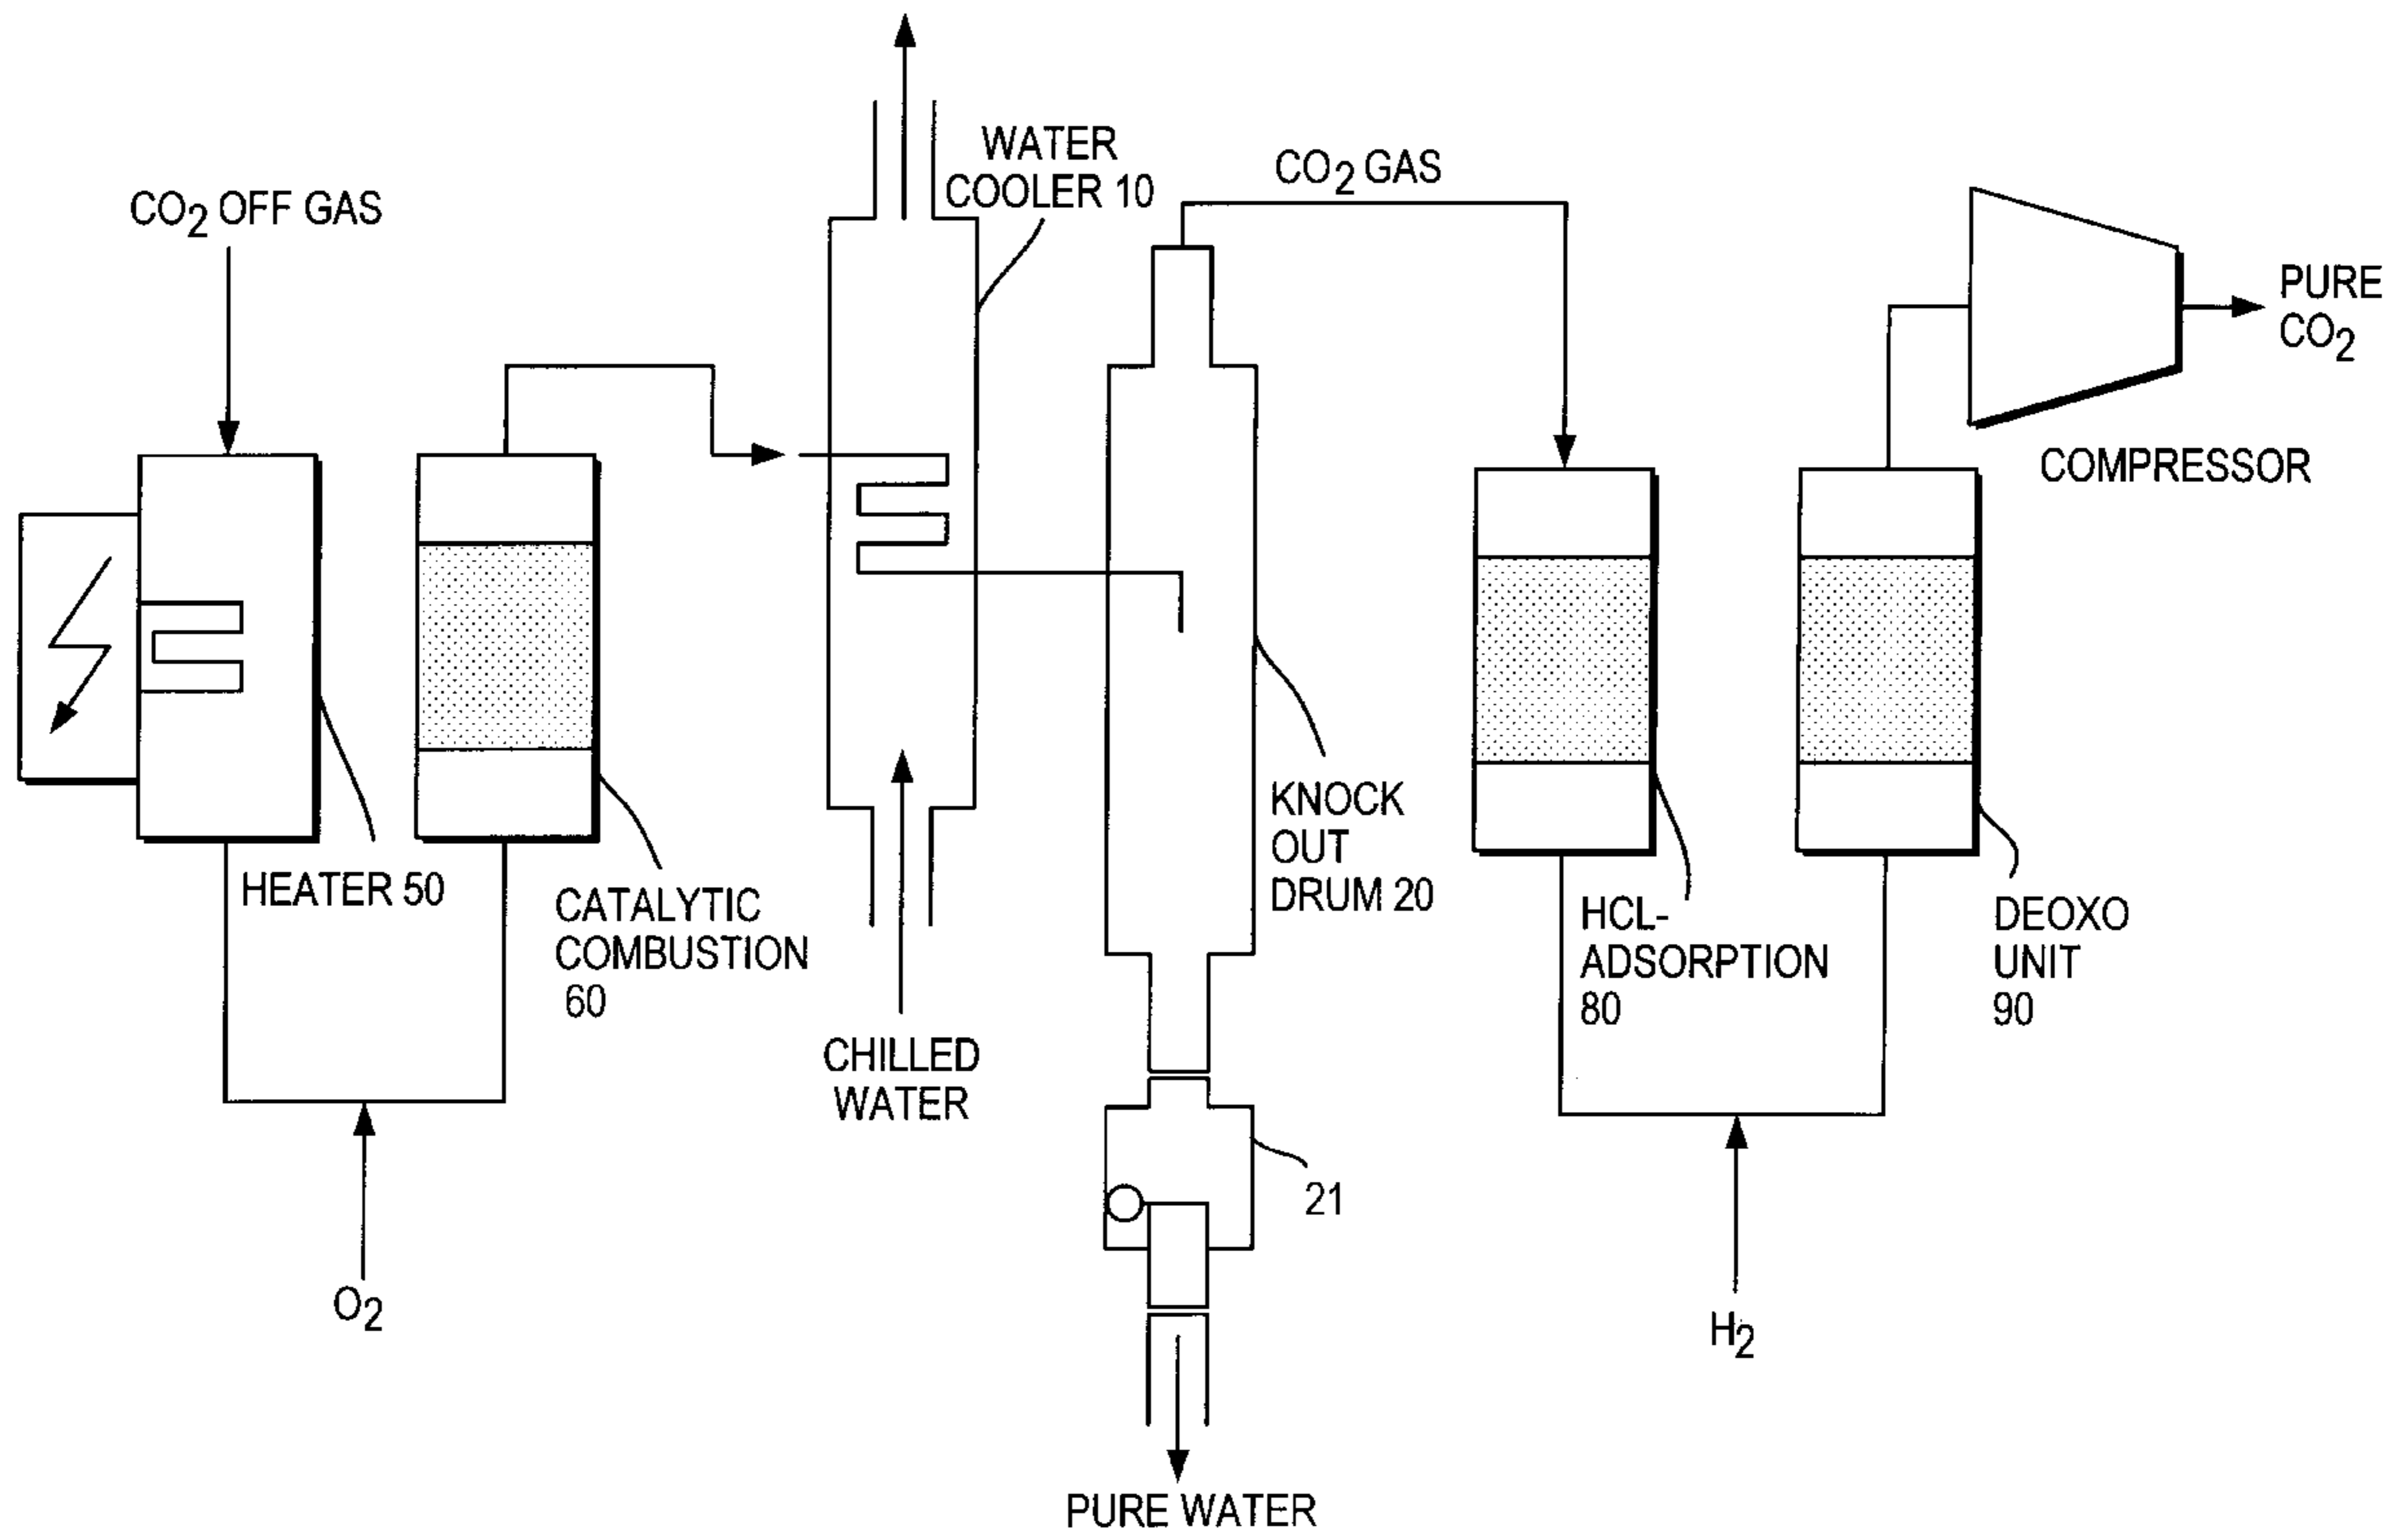 WATER
COOLER 10
CO2 GAS
CO2 OFF GAS
PURE
CO2
COMPRESSOR
KNOCK
OUT
DRUM 20
HEATER 50
CATALYTIC
COMBUSTION
60
HCL-
ADSORPTION
80
DEOXO
UNIT
90
CHILLED
WATER
21
O2
H2
PURE WATER